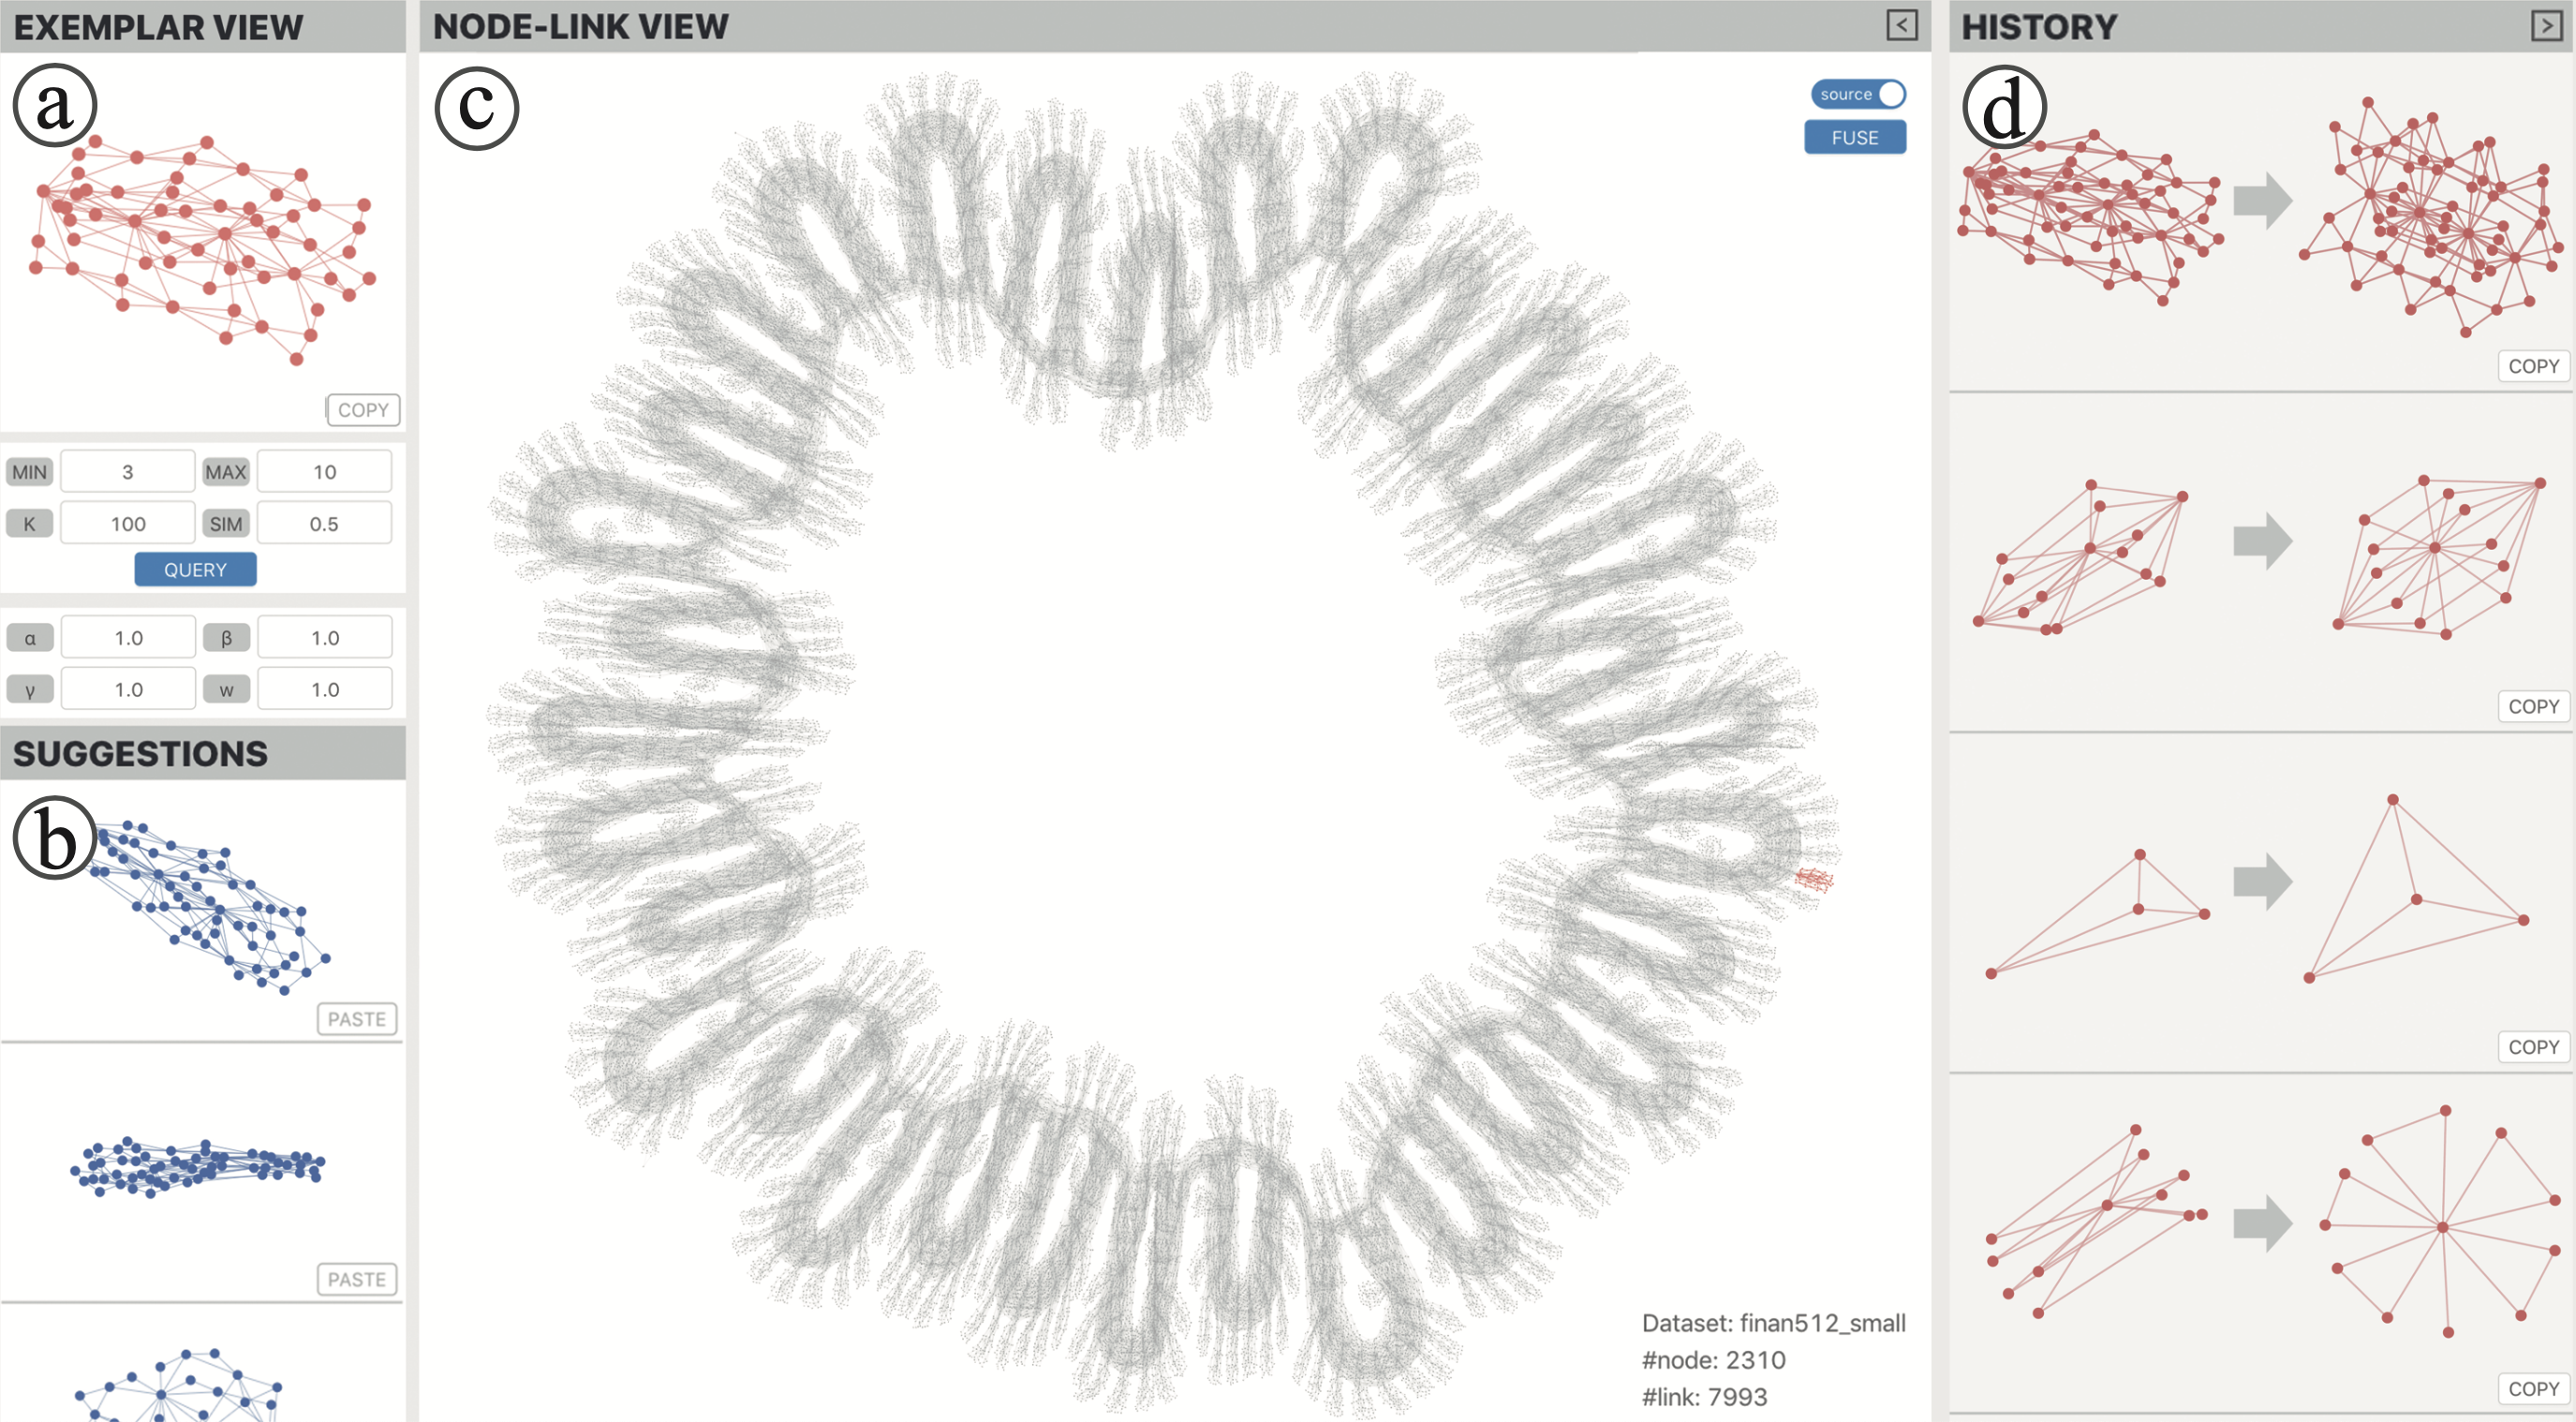 EXEMPLAR VIEW
a
COPY
MIN 3 MAX 10
K 100 SIM 0.5
QUERY
α 1.0 β 1.0
γ 1.0 w 1.0
SUGGESTIONS
b
PASTE
PASTE
NODE-LINK VIEW <
c
source
FUSE
Dataset: finan512_small
#node: 2310
#link: 7993
HISTORY >
d
COPY
COPY
COPY
COPY